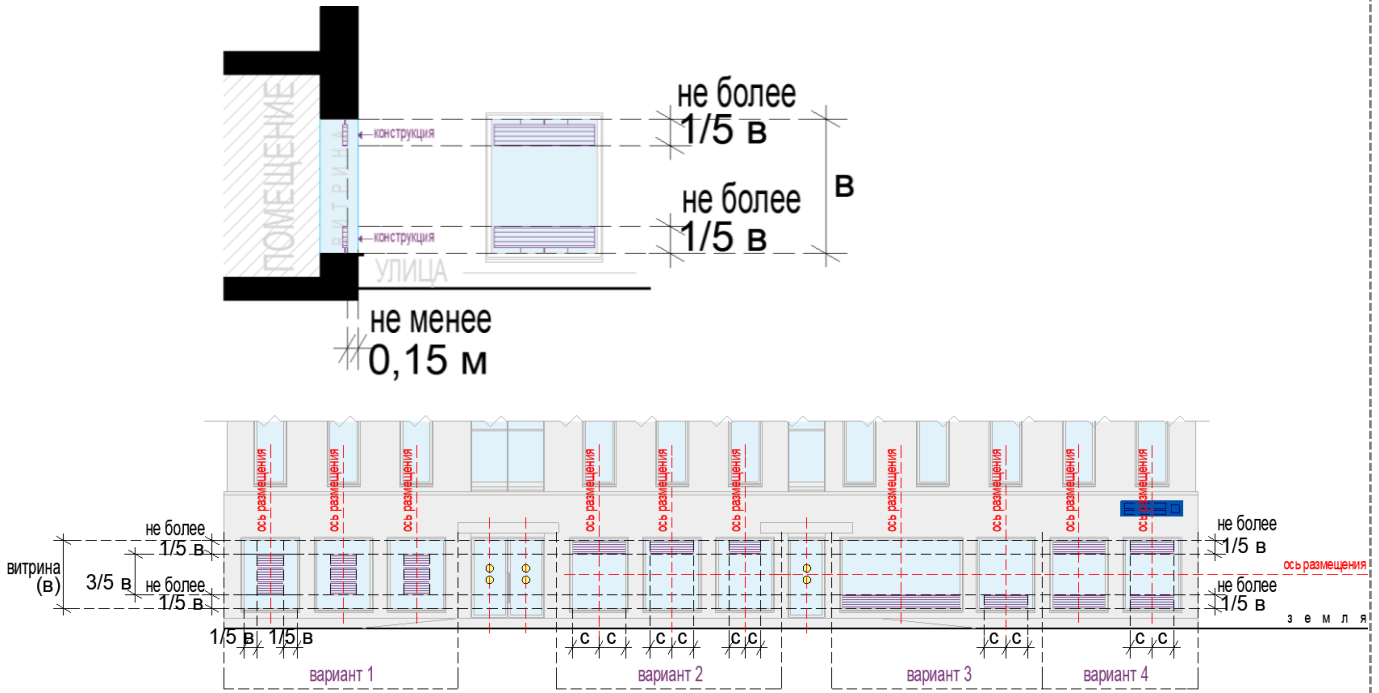 не более
1/5 в
ПОМЕЩЕНИЕ
ВИТРИНА
конструкция
в
не более
1/5 в
конструкция
УЛИЦА
не менее
0,15 м
ось размещения
ось размещения
ось размещения
ось размещения
ось размещения
ось размещения
ось размещения
ось размещения
ось размещения
ось размещения
не более
1/5 в
не более
1/5 в
витрина
(в)
3/5 в
ось размещения
не более
1/5 в
не более
1/5 в
з е м л я
1/5 в 1/5 в
с с с с с с с с с с
вариант 1
вариант 2
вариант 3
вариант 4